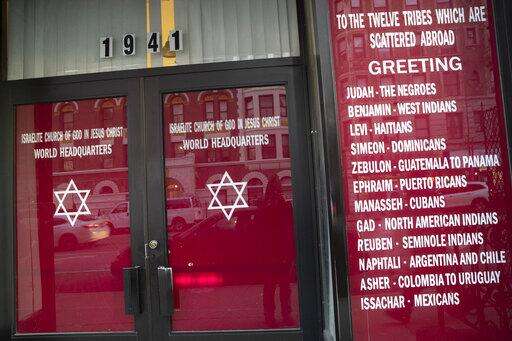 1941
ISRAELITE CHURCH OF GOD IN JESUS CHRIST
WORLD HEADQUARTERS
ISRAELITE CHURCH OF GOD IN JESUS CHRIST
WORLD HEADQUARTERS
TO THE TWELVE TRIBES WHICH ARE
SCATTERED ABROAD
GREETING
JUDAH - THE NEGROES
BENJAMIN - WEST INDIANS
LEVI - HAITIANS
SIMEON - DOMINICANS
ZEBULON - GUATEMALA TO PANAMA
EPHRAIM - PUERTO RICANS
MANASSEH - CUBANS
GAD - NORTH AMERICAN INDIANS
REUBEN - SEMINOLE INDIANS
NAPHTALI - ARGENTINA AND CHILE
ASHER - COLOMBIA TO URUGUAY
ISSACHAR - MEXICANS